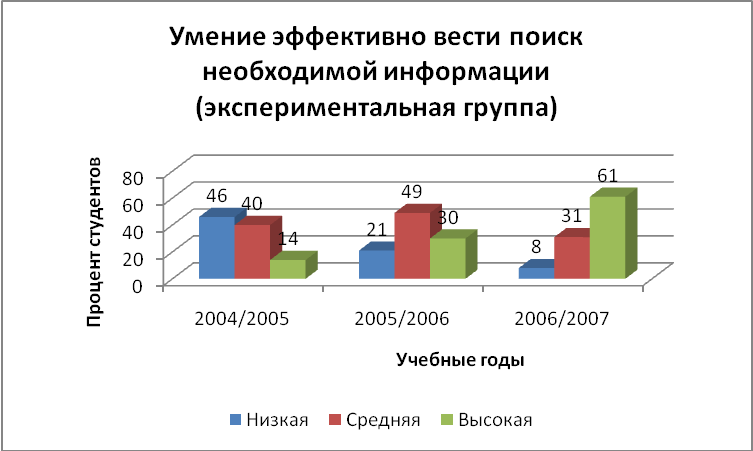 Умение эффективно вести поиск
необходимой информации
(экспериментальная группа)
Процент студентов
80
60
40
20
0
46
40
14
21
49
30
8
31
61
2004/2005
2005/2006
2006/2007
Учебные годы
Низкая
Средняя
Высокая